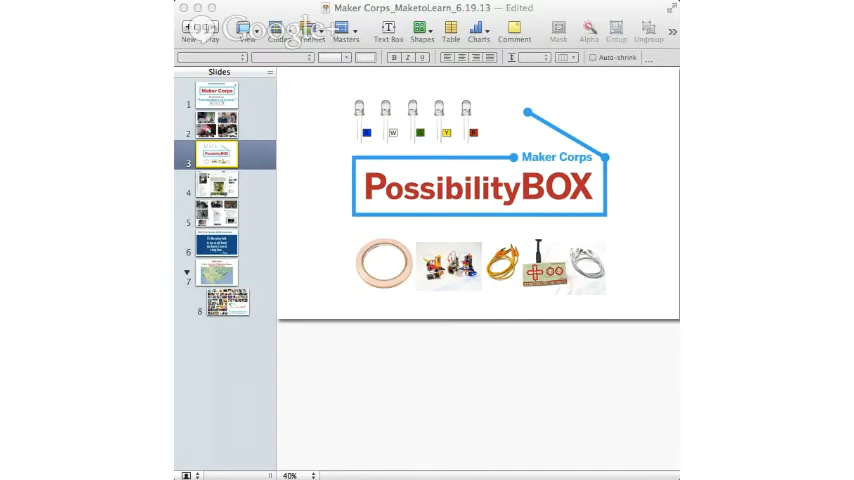 Maker Corps_MaketoLearn_6.19.13 — Edited
Google+
New View Guides Themes Masters Text Box Shapes Table Charts Comment Mask Alpha Group Ungroup
B I U Auto-shrink
Slides
1
2
3
4
5
6
7
8
W Y R
Maker Corps
PossibilityBOX
40%